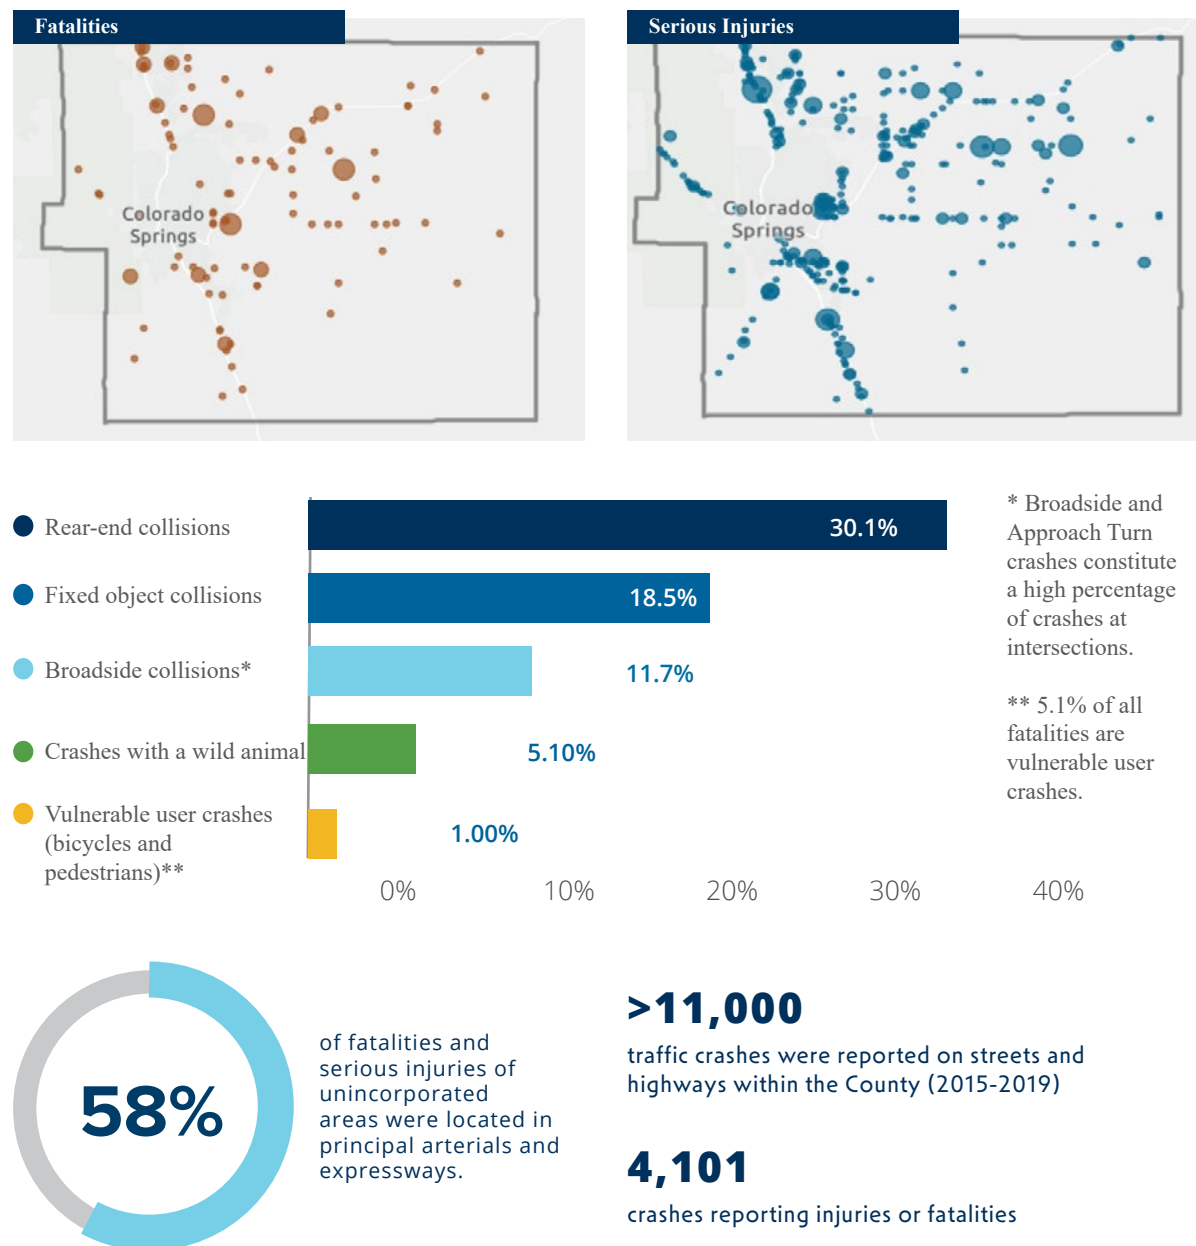 Fatalities
Colorado
Springs
Serious Injuries
Colorado
Springs
Rear-end collisions
30.1%
Fixed object collisions
18.5%
Broadside collisions*
11.7%
Crashes with a wild animal
5.10%
Vulnerable user crashes
(bicycles and
pedestrians)**
1.00%
0%
10%
20%
30%
40%
* Broadside and
Approach Turn
crashes constitute
a high percentage
of crashes at
intersections.
** 5.1% of all
fatalities are
vulnerable user
crashes.
58%
of fatalities and
serious injuries of
unincorporated
areas were located in
principal arterials and
expressways.
>11,000
traffic crashes were reported on streets and
highways within the County (2015-2019)
4,101
crashes reporting injuries or fatalities